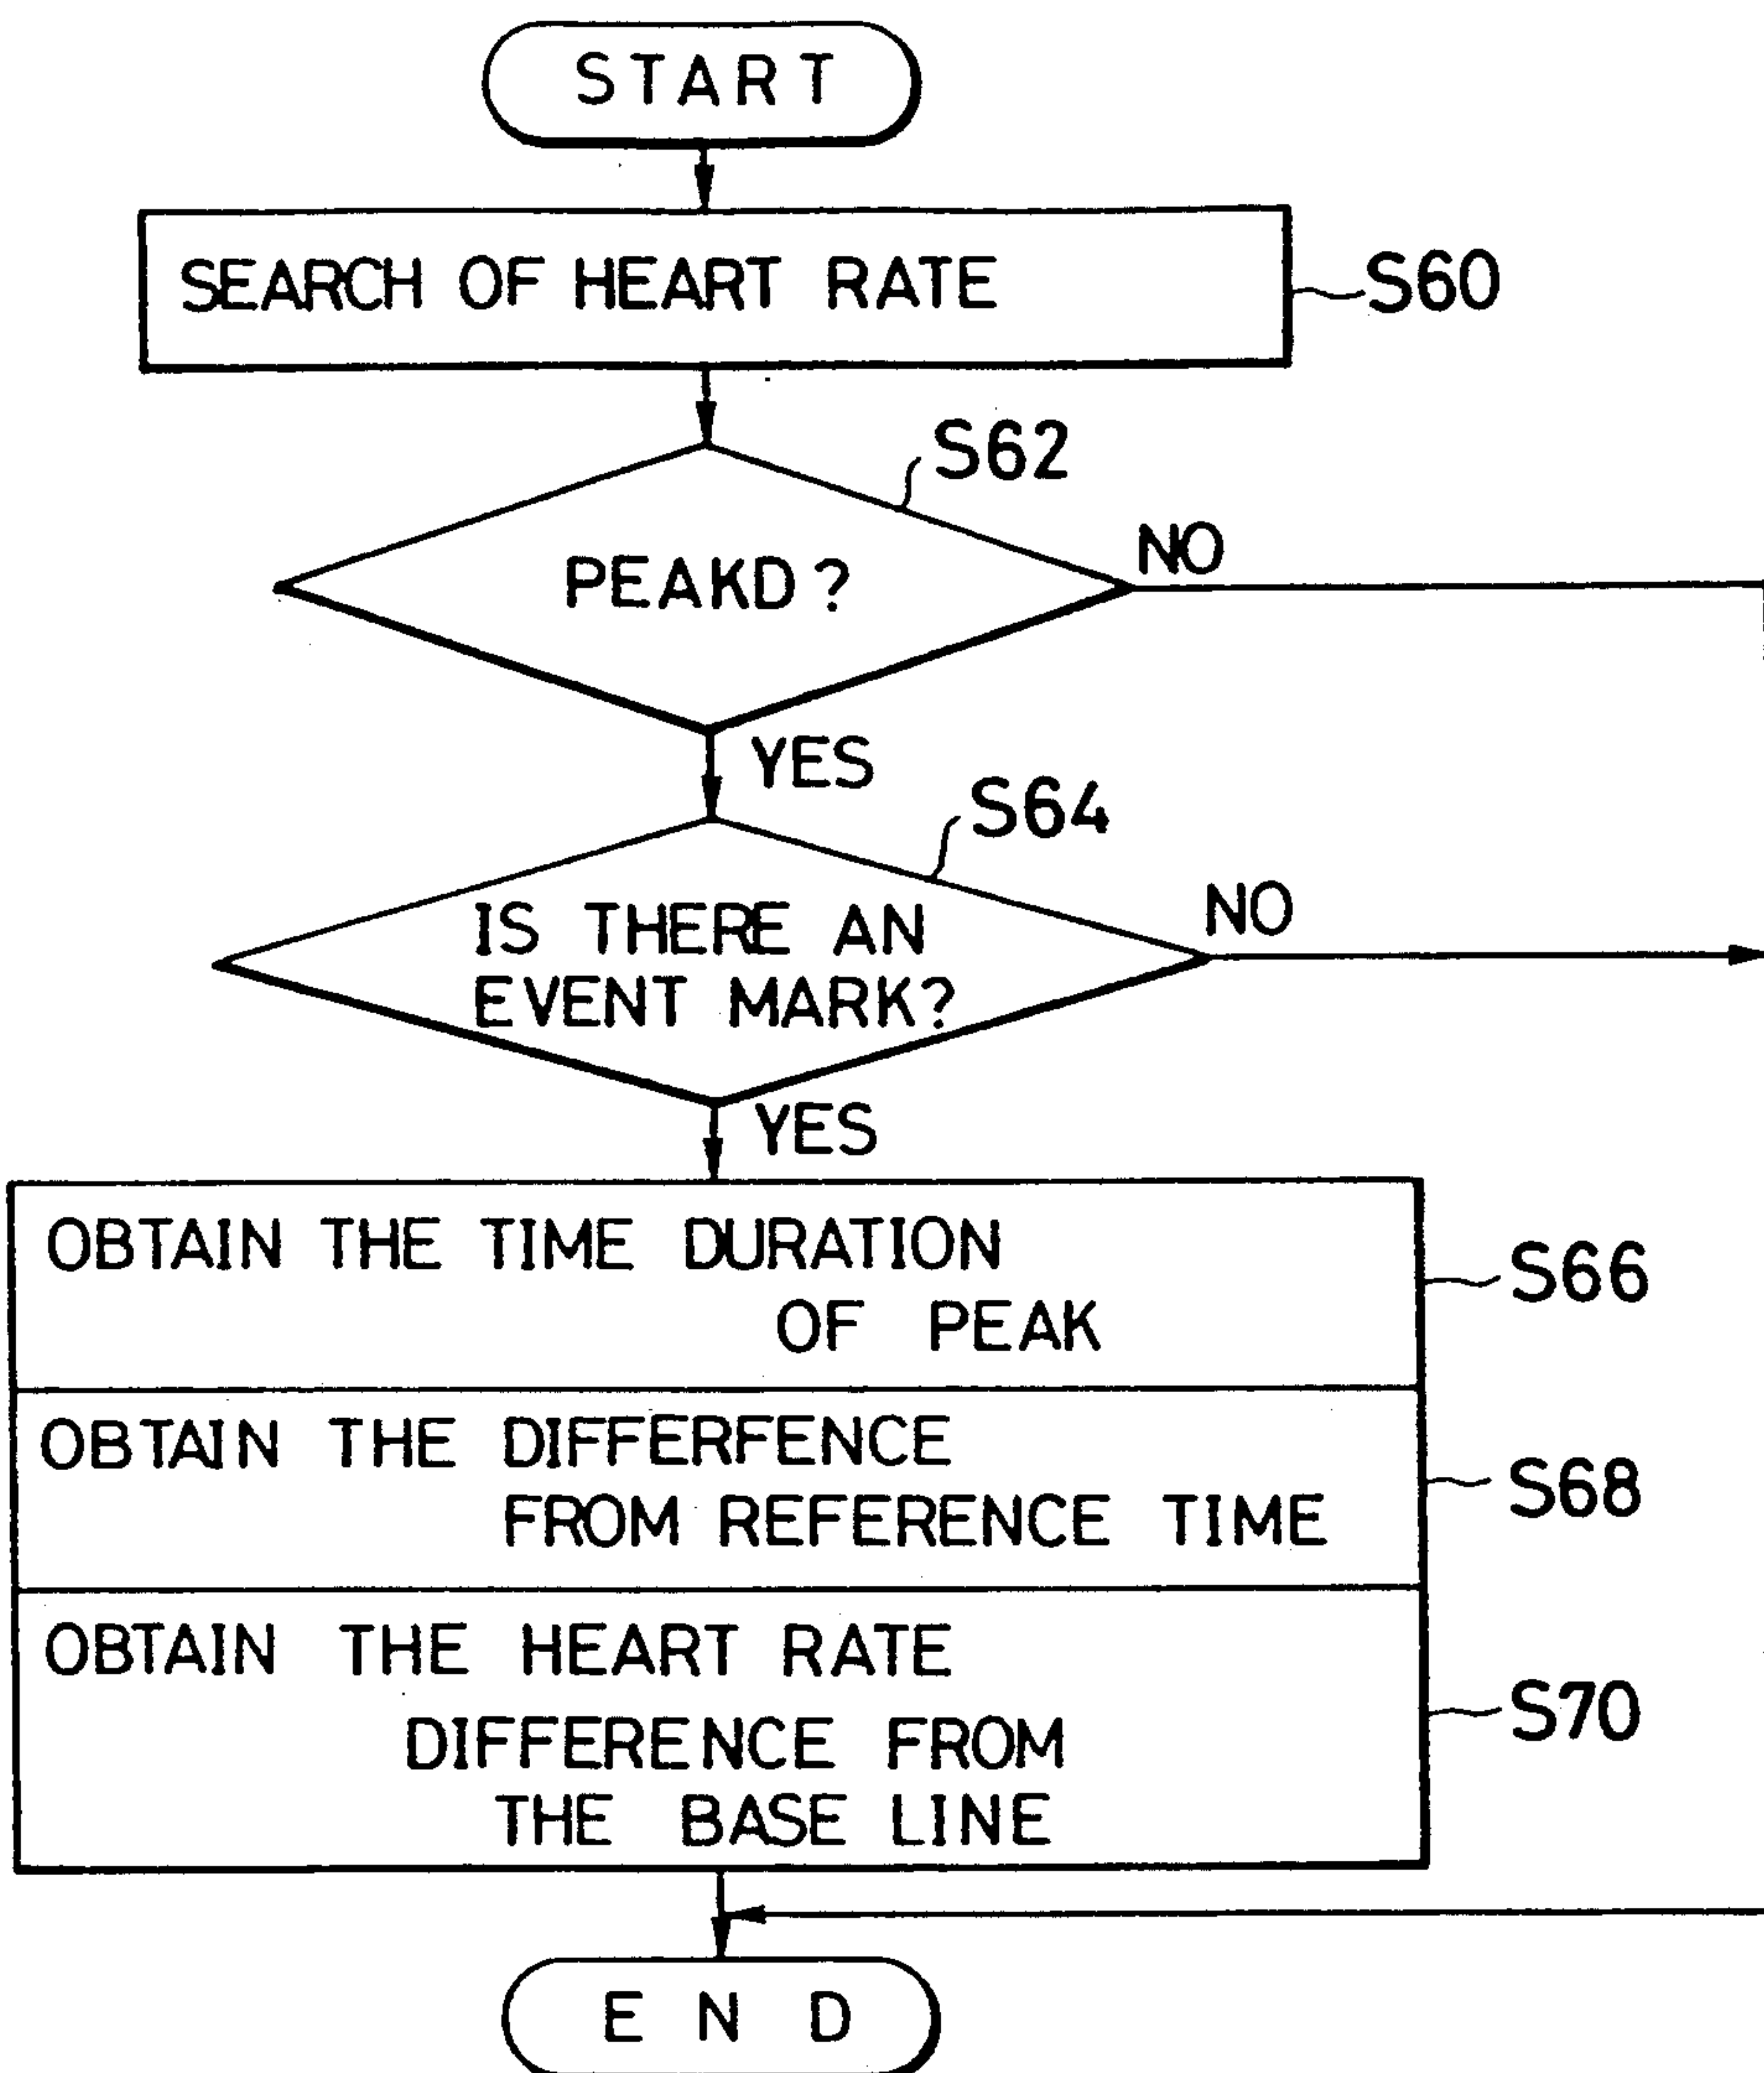 START
SEARCH OF HEART RATE
S60
S62
PEAKD?
NO
YES
S64
IS THERE AN
EVENT MARK?
NO
YES
OBTAIN THE TIME DURATION
OF PEAK
S66
OBTAIN THE DIFFERFENCE
FROM REFERENCE TIME
S68
OBTAIN THE HEART RATE
DIFFERENCE FROM
THE BASE LINE
S70
END